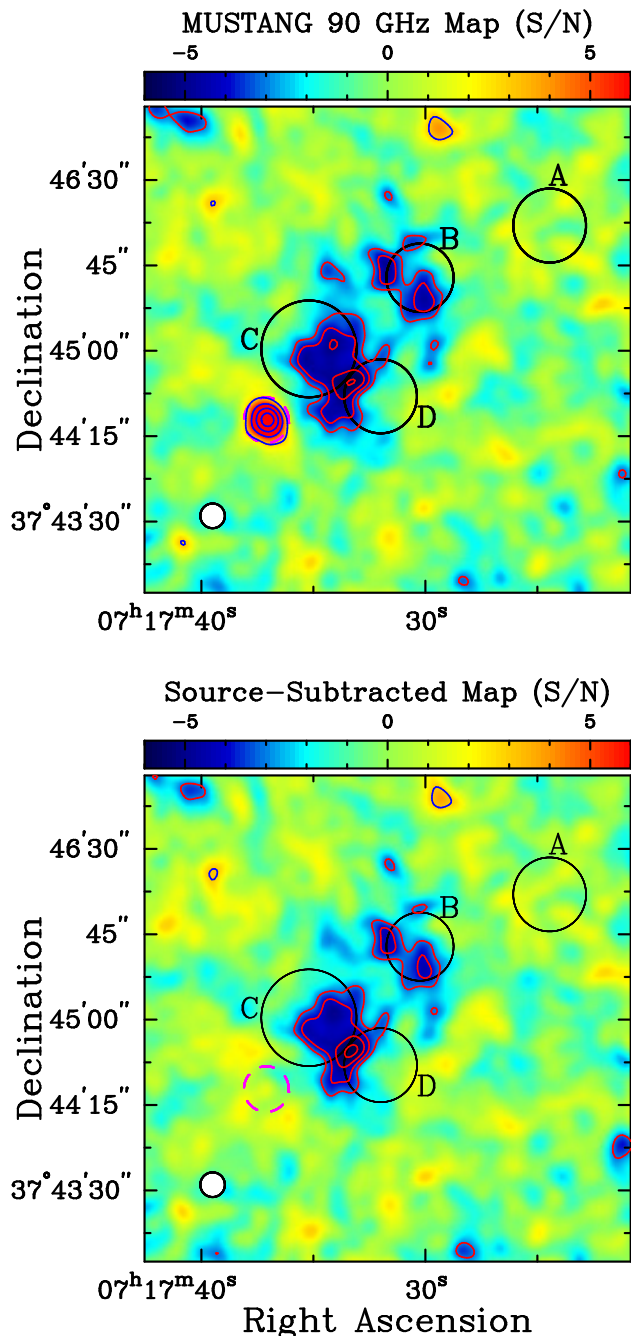 MUSTANG 90 GHz Map (S/N)
−5 0 5
A
46'30"
B
45"
C
45'00"
D
44'15"
37°43'30"
07ʰ17ᵐ40ˢ 30ˢ
Declination
Source−Subtracted Map (S/N)
−5 0 5
A
46'30"
B
45"
C
45'00"
D
44'15"
37°43'30"
07ʰ17ᵐ40ˢ 30ˢ
Declination
Right Ascension